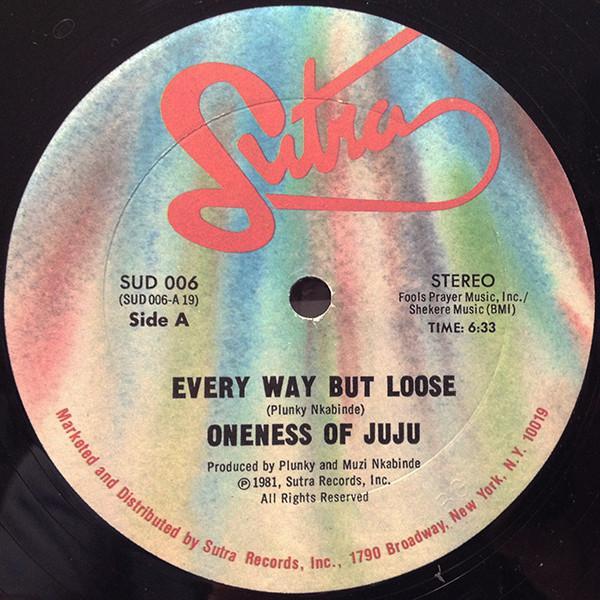 Sutra
SUD 006
(SUD 006-A 19)
Side A
STEREO
Fools Prayer Music, Inc./
Shekere Music (BMI)
TIME: 6:33
EVERY WAY BUT LOOSE
(Plunky Nkabinde)
ONENESS OF JUJU
Produced by Plunky and Muzi Nkabinde
℗ 1981, Sutra Records, Inc.
All Rights Reserved
Marketed and Distributed by Sutra Records, Inc., 1790 Broadway, New York, N.Y. 10019